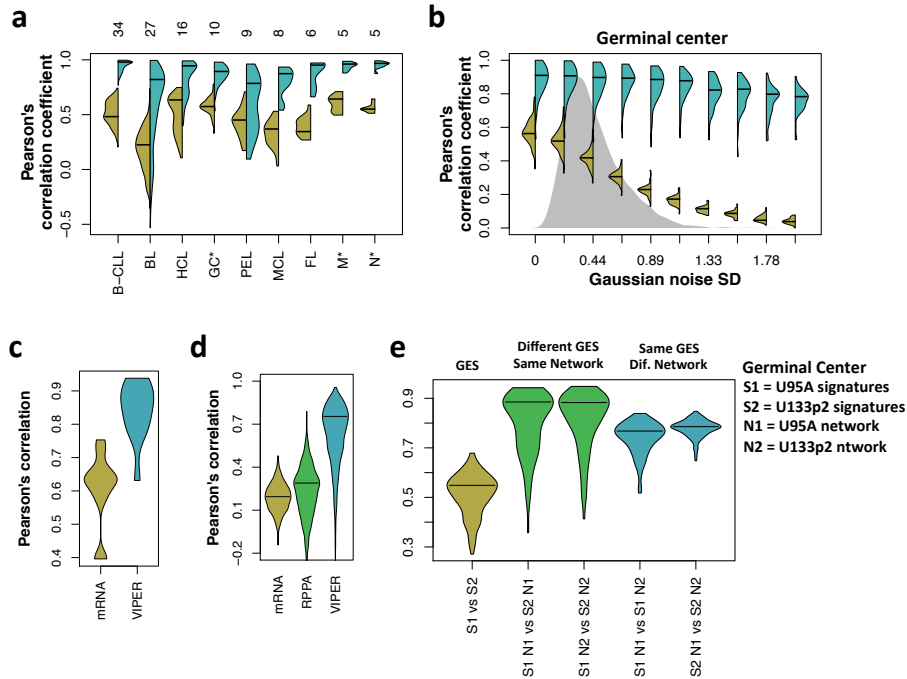 a
34 27 16 10 9 8 6 5 5
Pearson's
correlation coefficient
1.0
0.5
0.0
−0.5
B−CLL BL HCL GC* PEL MCL FL M* N*
b
Germinal center
Pearson's
correlation coefficient
1.0
0.8
0.6
0.4
0.2
0.0
0 0.44 0.89 1.33 1.78
Gaussian noise SD
c
Pearson's correlation
0.9
0.8
0.7
0.6
0.5
0.4
mRNA VIPER
d
Pearson's correlation
1.0
0.7
0.4
0.1
−0.2
mRNA RPPA VIPER
e
GES
Different GES
Same Network
Same GES
Dif. Network
0.9
0.7
0.5
0.3
S1 vs S2
S1 N1 vs S2 N1
S1 N2 vs S2 N2
S1 N1 vs S1 N2
S2 N1 vs S2 N2
Germinal Center
S1 = U95A signatures
S2 = U133p2 signatures
N1 = U95A network
N2 = U133p2 ntwork